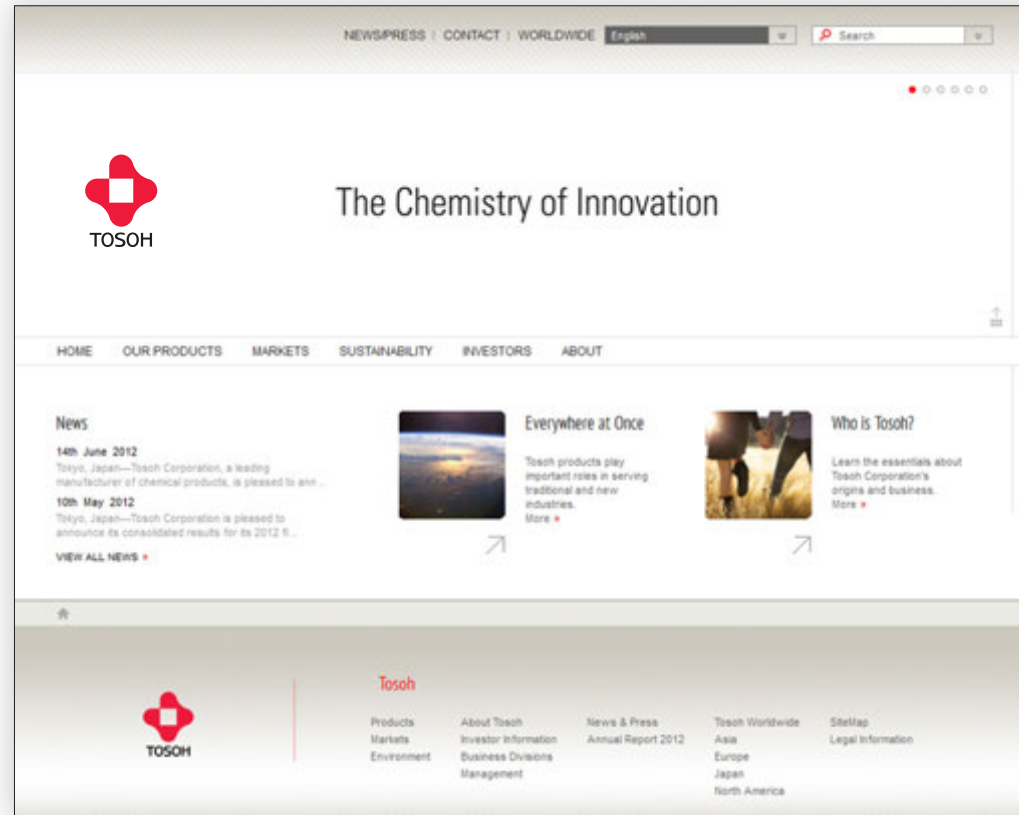 NEWS/PRESS | CONTACT | WORLDWIDE English Search
TOSOH
The Chemistry of Innovation
HOME OUR PRODUCTS MARKETS SUSTAINABILITY INVESTORS ABOUT
News
14th June 2012
Tokyo, Japan—Tosoh Corporation, a leading
manufacturer of chemical products, is pleased to ann...
10th May 2012
Tokyo, Japan—Tosoh Corporation is pleased to
announce its consolidated results for its 2012 fi...
VIEW ALL NEWS »
Everywhere at Once
Tosoh products play
important roles in serving
traditional and new
industries.
More »
Who is Tosoh?
Learn the essentials about
Tosoh Corporation's
origins and business.
More »
TOSOH
Tosoh
Products
Markets
Environment
About Tosoh
Investor Information
Business Divisions
Management
News & Press
Annual Report 2012
Tosoh Worldwide
Asia
Europe
Japan
North America
SiteMap
Legal Information